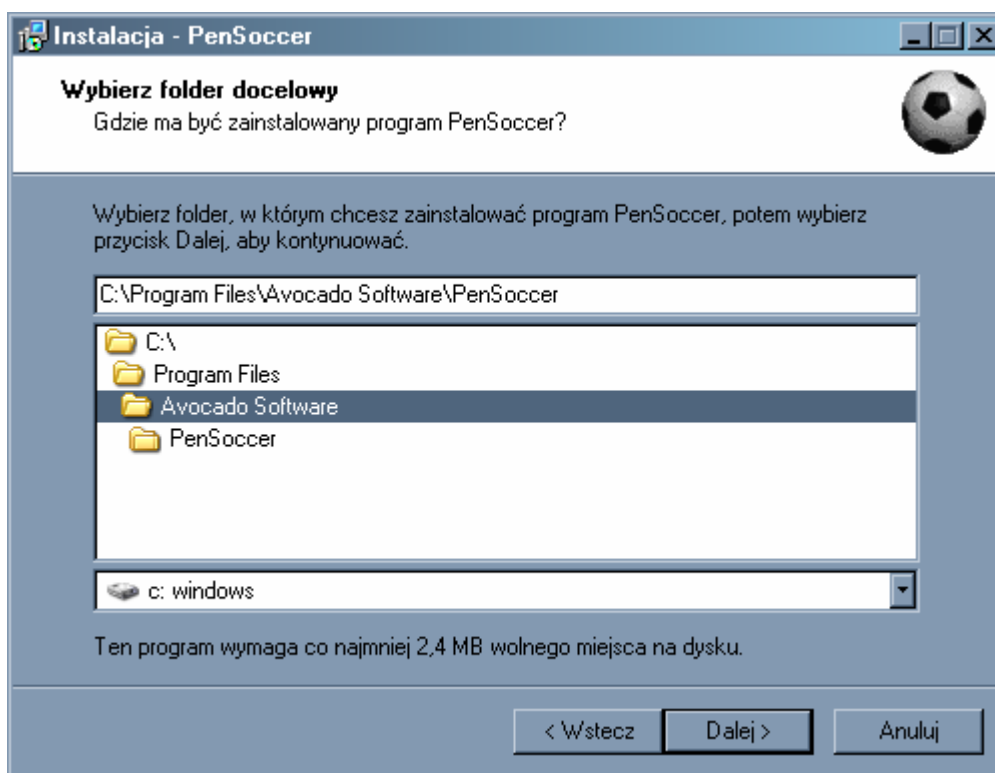 Instalacja - PenSoccer
Wybierz folder docelowy
Gdzie ma być zainstalowany program PenSoccer?
Wybierz folder, w którym chcesz zainstalować program PenSoccer, potem wybierz
przycisk Dalej, aby kontynuować.
C:\Program Files\Avocado Software\PenSoccer
C:\
Program Files
Avocado Software
PenSoccer
c: windows
Ten program wymaga co najmniej 2,4 MB wolnego miejsca na dysku.
< Wstecz
Dalej >
Anuluj